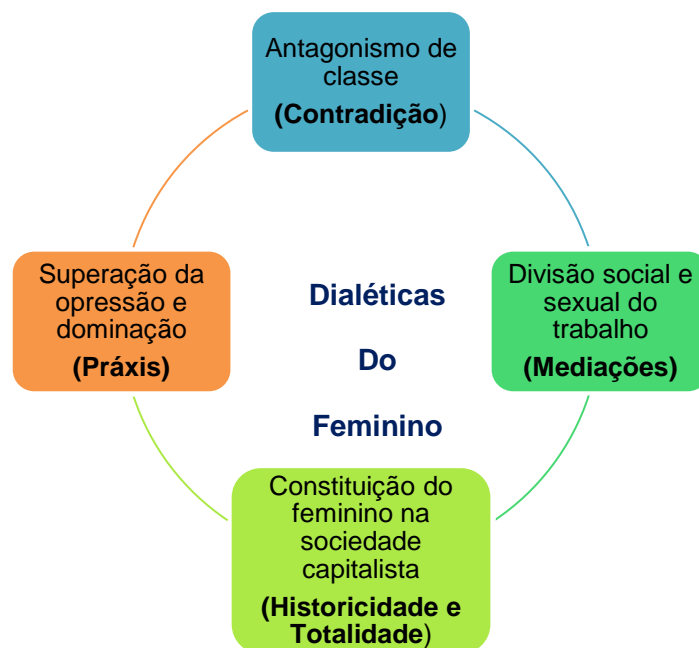 Antagonismo de
classe
(Contradição)
Superação da
opressão e
dominação
(Práxis)
Dialéticas
Do
Feminino
Divisão social e
sexual do
trabalho
(Mediações)
Constituição do
feminino na
sociedade
capitalista
(Historicidade e
Totalidade)